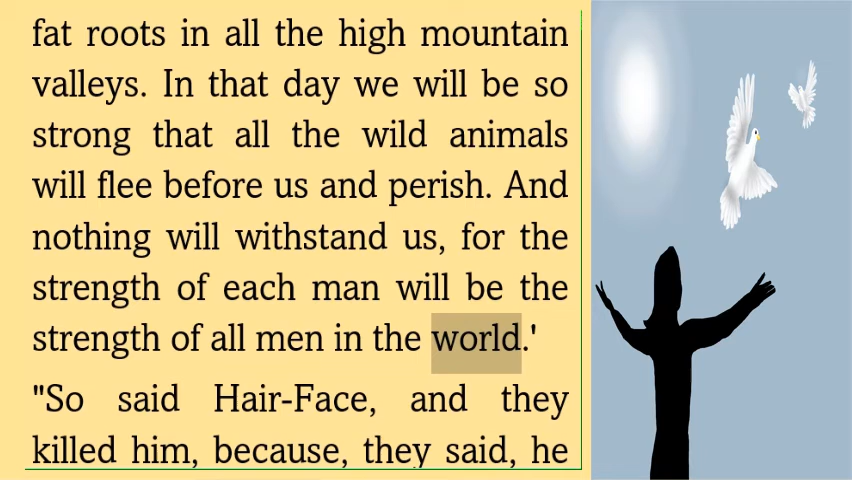 fat roots in all the high mountain
valleys. In that day we will be so
strong that all the wild animals
will flee before us and perish. And
nothing will withstand us, for the
strength of each man will be the
strength of all men in the world.'
"So said Hair-Face, and they
killed him, because, they said, he